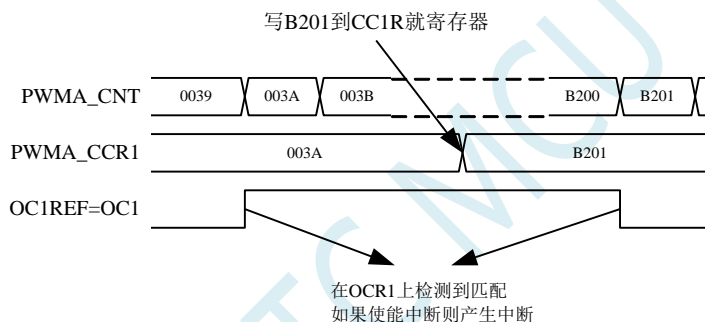 写B201到CC1R就寄存器
PWMA_CNT 0039 003A 003B B200 B201
PWMA_CCR1 003A B201
OC1REF=OC1
在OCR1上检测到匹配
如果使能中断则产生中断
TC MCU